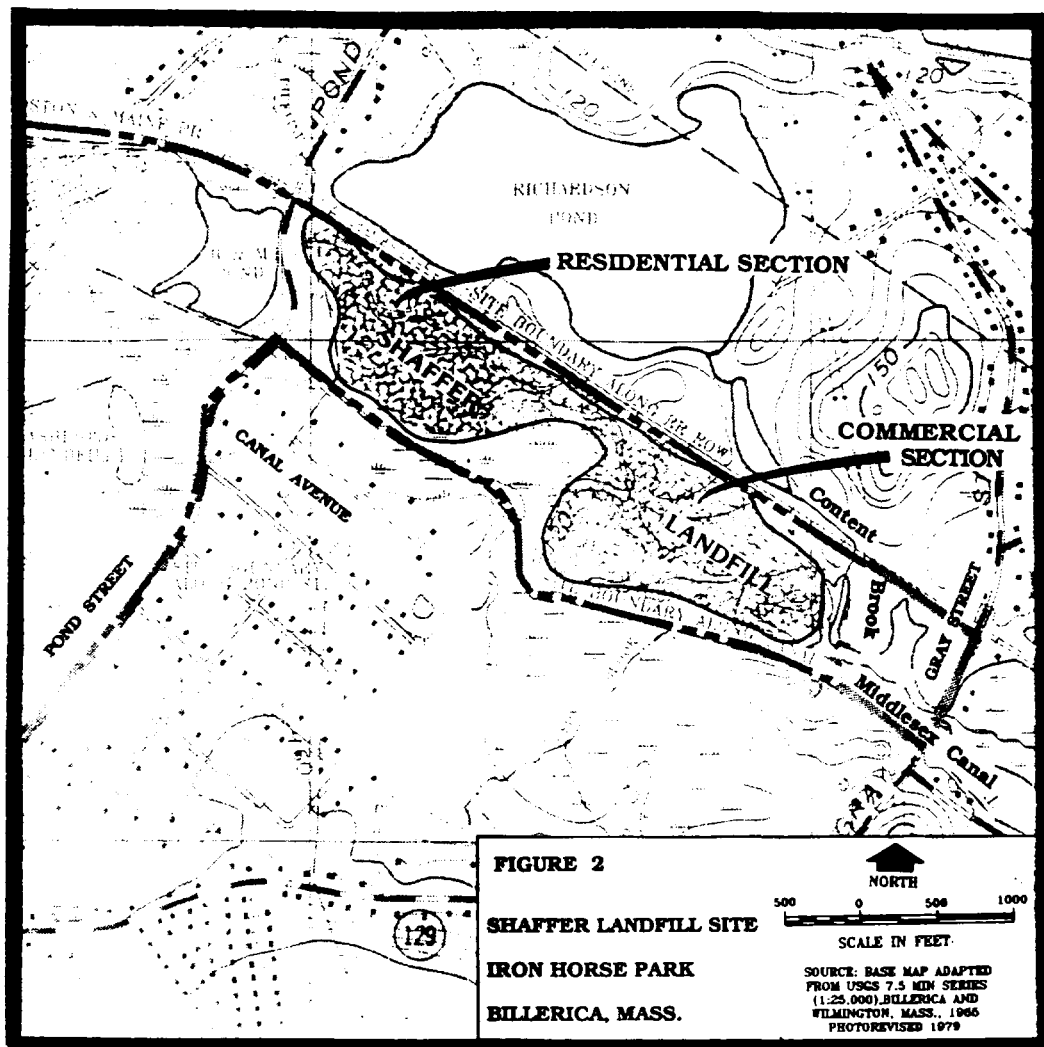 POND
120
120
RICHARDSON
POND
RESIDENTIAL SECTION
SITE BOUNDARY ALONG RR ROW
SHAFFER
150
COMMERCIAL
SECTION
CANAL AVENUE
Content
Brook
LANDFILL
POND STREET
GRAY STREET
BOUNDARY
Middlesex Canal
120
129
FIGURE 2
NORTH
500 0 500 1000
SCALE IN FEET
SHAFFER LANDFILL SITE
IRON HORSE PARK
BILLERICA, MASS.
SOURCE: BASE MAP ADAPTED
FROM USGS 7.5 MIN SERIES
(1:25,000), BILLERICA AND
WILMINGTON, MASS., 1966
PHOTOREVISED 1979